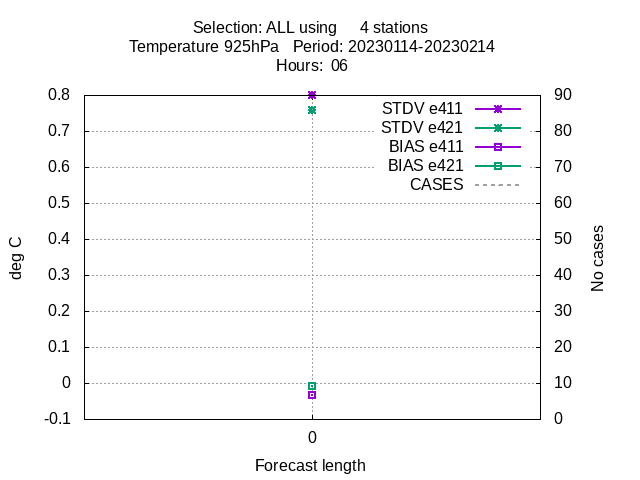 Selection: ALL using     4 stations
Temperature 925hPa   Period: 20230114-20230214
Hours:  06
0.8
0.7
0.6
0.5
0.4
0.3
0.2
0.1
0
-0.1
90
80
70
60
50
40
30
20
10
0
STDV e411
STDV e421
BIAS e411
BIAS e421
CASES
deg C
No cases
0
Forecast length